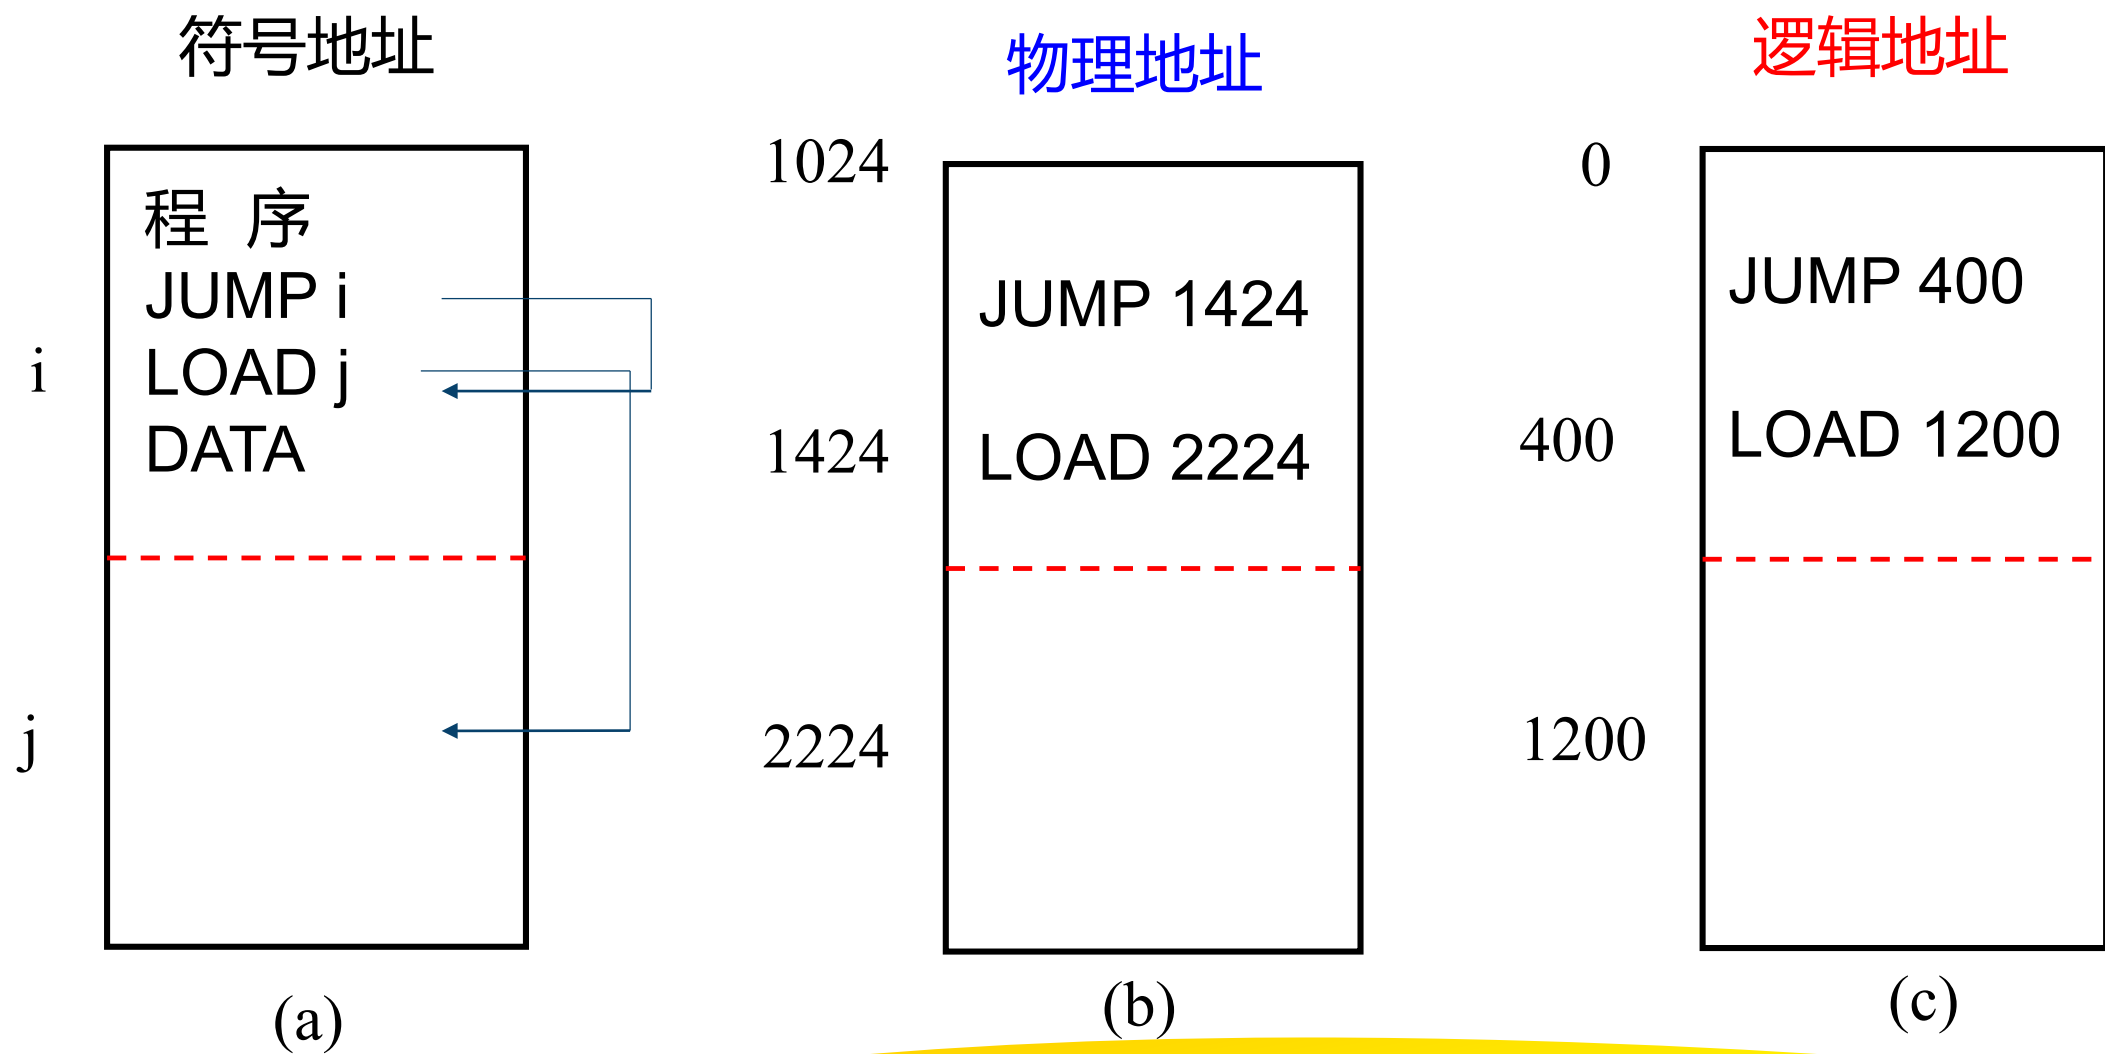 符号地址
程 序
JUMP i
i
LOAD j
DATA
j
(a)
物理地址
1024
JUMP 1424
1424
LOAD 2224
2224
(b)
逻辑地址
0
JUMP 400
400
LOAD 1200
1200
(c)